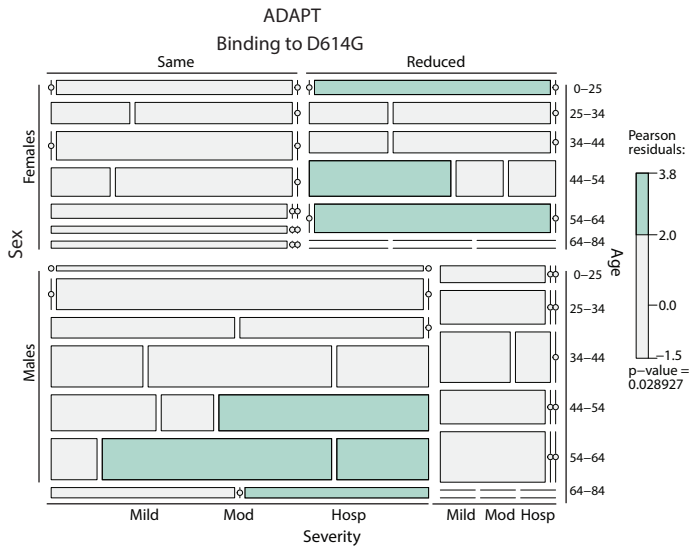 ADAPT
Binding to D614G
Same
Reduced
Females
Males
Sex
0−25
25−34
34−44
44−54
54−64
64−84
0−25
25−34
34−44
44−54
54−64
64−84
Age
Pearson
residuals:
3.8
2.0
0.0
−1.5
p−value =
0.028927
Mild Mod Hosp Mild Mod Hosp
Severity